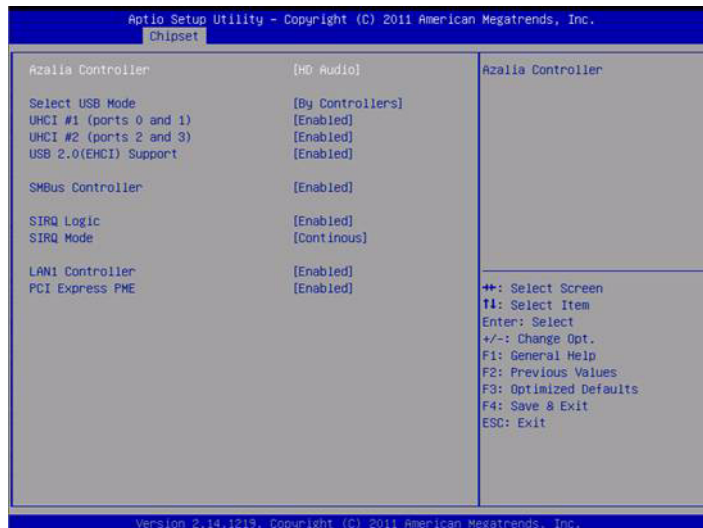 Aptio Setup Utility – Copyright (C) 2011 American Megatrends, Inc.
Chipset
Azalia Controller [HD Audio]
Select USB Mode [By Controllers]
UHCI #1 (ports 0 and 1) [Enabled]
UHCI #2 (ports 2 and 3) [Enabled]
USB 2.0(EHCI) Support [Enabled]
SMBus Controller [Enabled]
SIRQ Logic [Enabled]
SIRQ Mode [Continous]
LAN1 Controller [Enabled]
PCI Express PME [Enabled]
Azalia Controller
↔: Select Screen
↑↓: Select Item
Enter: Select
+/-: Change Opt.
F1: General Help
F2: Previous Values
F3: Optimized Defaults
F4: Save & Exit
ESC: Exit
Version 2.14.1219. Copyright (C) 2011 American Megatrends, Inc.